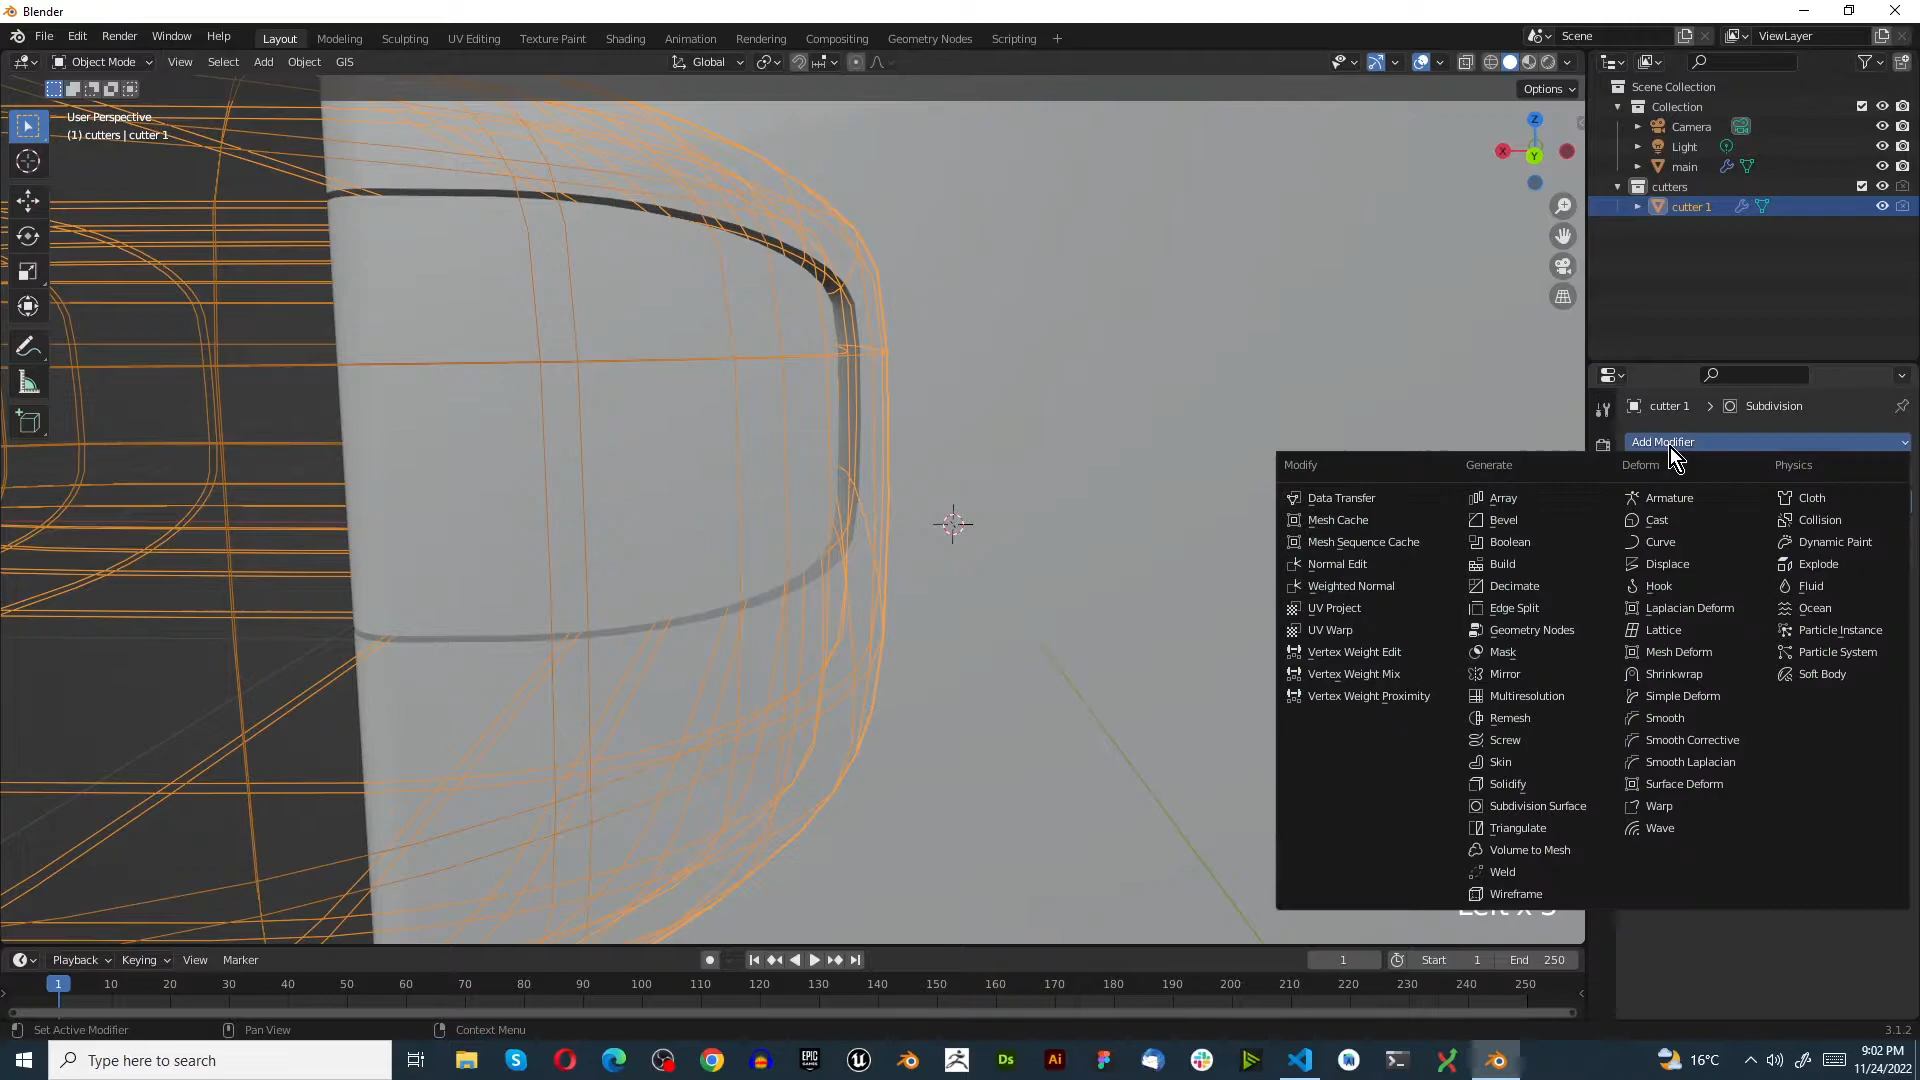 Blender
File Edit Render Window Help
Layout Modeling Sculpting UV Editing Texture Paint Shading Animation Rendering Compositing Geometry Nodes Scripting +
Scene
ViewLayer
Object Mode View Select Add Object GIS
Global
Options
User Perspective
(1) cutters | cutter 1
Z
X
Y
Scene Collection
Collection
Camera
Light
main
cutters
cutter 1
cutter 1 > Subdivision
Add Modifier
Modify
Data Transfer
Mesh Cache
Mesh Sequence Cache
Normal Edit
Weighted Normal
UV Project
UV Warp
Vertex Weight Edit
Vertex Weight Mix
Vertex Weight Proximity
Generate
Array
Bevel
Boolean
Build
Decimate
Edge Split
Geometry Nodes
Mask
Mirror
Multiresolution
Remesh
Screw
Skin
Solidify
Subdivision Surface
Triangulate
Volume to Mesh
Weld
Wireframe
Deform
Armature
Cast
Curve
Displace
Hook
Laplacian Deform
Lattice
Mesh Deform
Shrinkwrap
Simple Deform
Smooth
Smooth Corrective
Smooth Laplacian
Surface Deform
Warp
Wave
Physics
Cloth
Collision
Dynamic Paint
Explode
Fluid
Ocean
Particle Instance
Particle System
Soft Body
Playback Keying View Marker
1
Start 1
End 250
1 10 20 30 40 50 60 70 80 90 100 110 120 130 140 150 160 170 180 190 200 210 220 230 240 250
Set Active Modifier
Pan View
Context Menu
3.1.2
Type here to search
EPIC GAMES
Ds
Ai
16°C
9:02 PM
11/24/2022